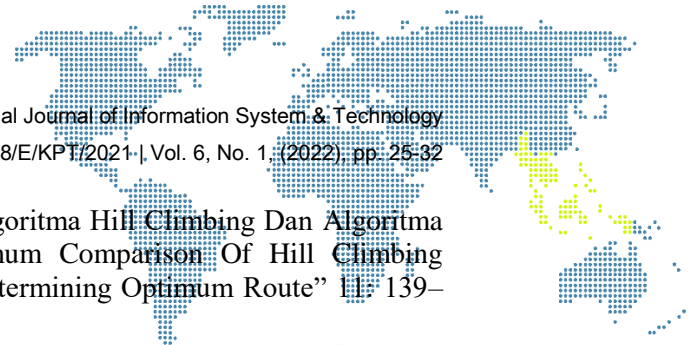 al Journal of Information System & Technology
8/E/KPT/2021 | Vol. 6, No. 1, (2022), pp. 25-32
goritma Hill Climbing Dan Algoritma
num Comparison Of Hill Climbing
termining Optimum Route” 11: 139–